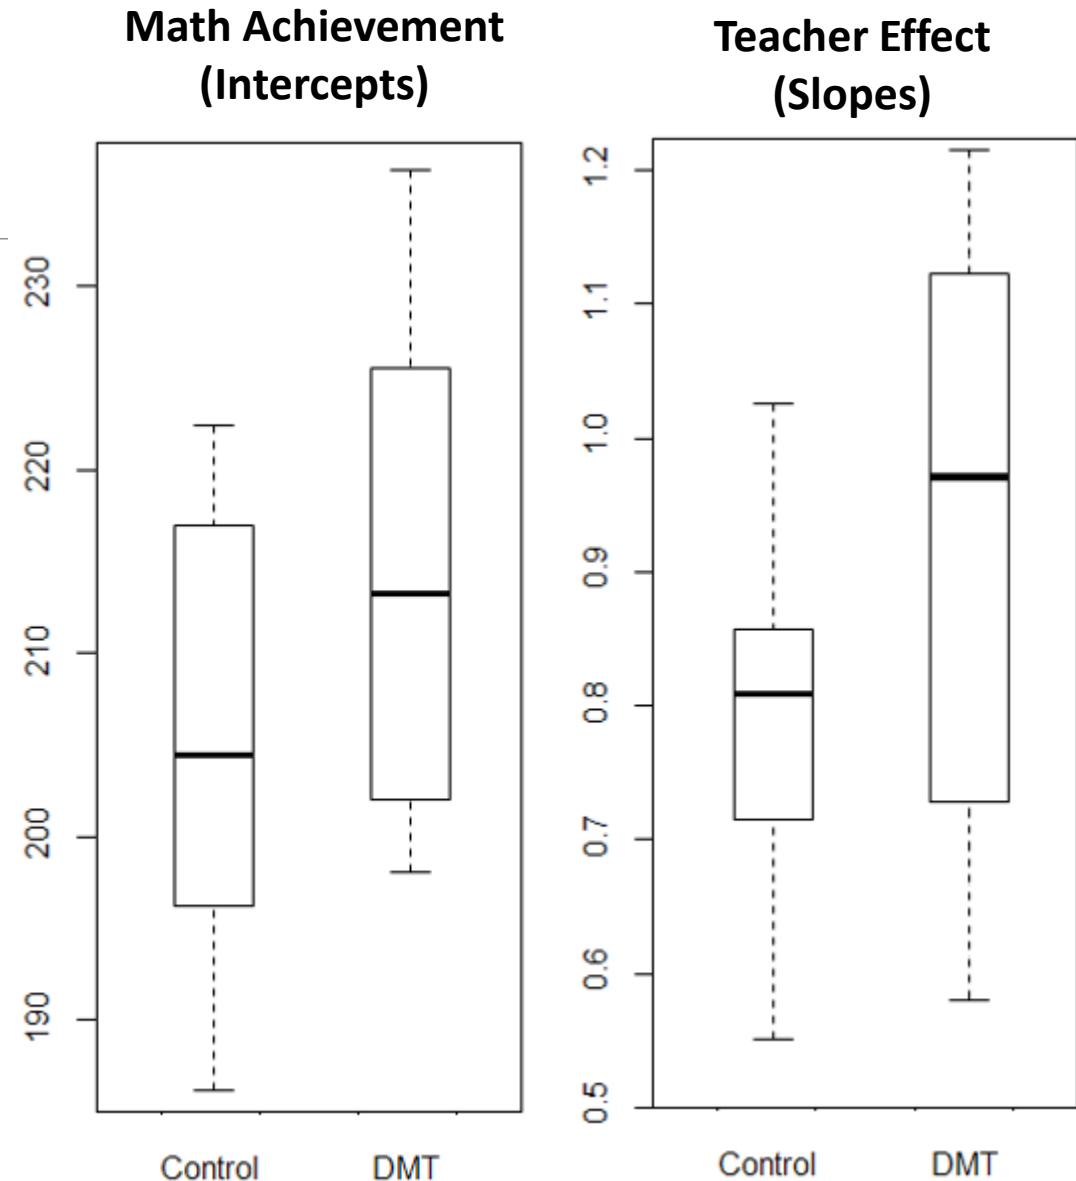 Math Achievement
(Intercepts)
230
220
210
200
190
Control DMT
Teacher Effect
(Slopes)
1.2
1.1
1.0
0.9
0.8
0.7
0.6
0.5
Control DMT